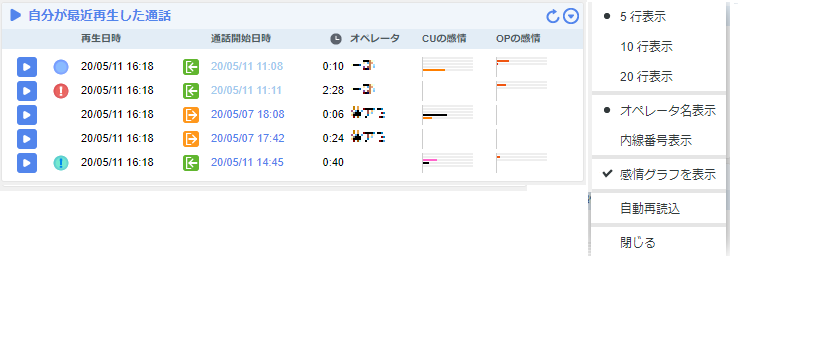 自分が最近再生した通話
再生日時 通話開始日時 オペレータ CUの感情 OPの感情
20/05/11 16:18 20/05/11 11:08 0:10
20/05/11 16:18 20/05/11 11:11 2:28
20/05/11 16:18 20/05/07 18:08 0:06
20/05/11 16:18 20/05/07 17:42 0:24
20/05/11 16:18 20/05/11 14:45 0:40
5 行表示
10 行表示
20 行表示
オペレータ名表示
内線番号表示
感情グラフを表示
自動再読込
閉じる